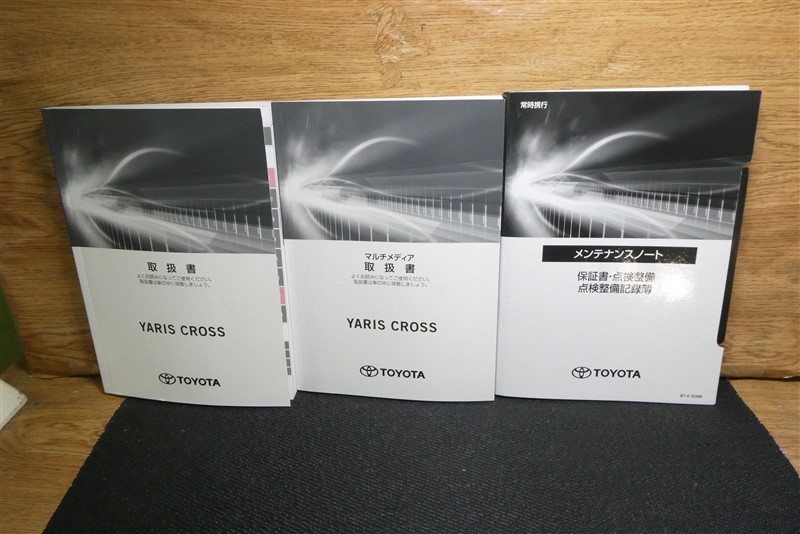 取扱書
よくお読みになってご使用ください。
取扱書は車の中に保管しましょう。
YARIS CROSS
TOYOTA
マルチメディア
取扱書
よくお読みになってご使用ください。
取扱書は車の中に保管しましょう。
YARIS CROSS
TOYOTA
常時携行
メンテナンスノート
保証書・点検整備
点検整備記録簿
TOYOTA